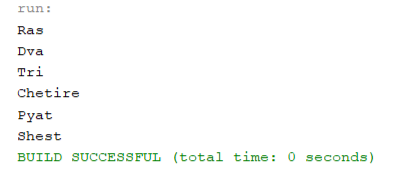 run:
Ras
Dva
Tri
Chetire
Pyat
Shest
BUILD SUCCESSFUL (total time: 0 seconds)